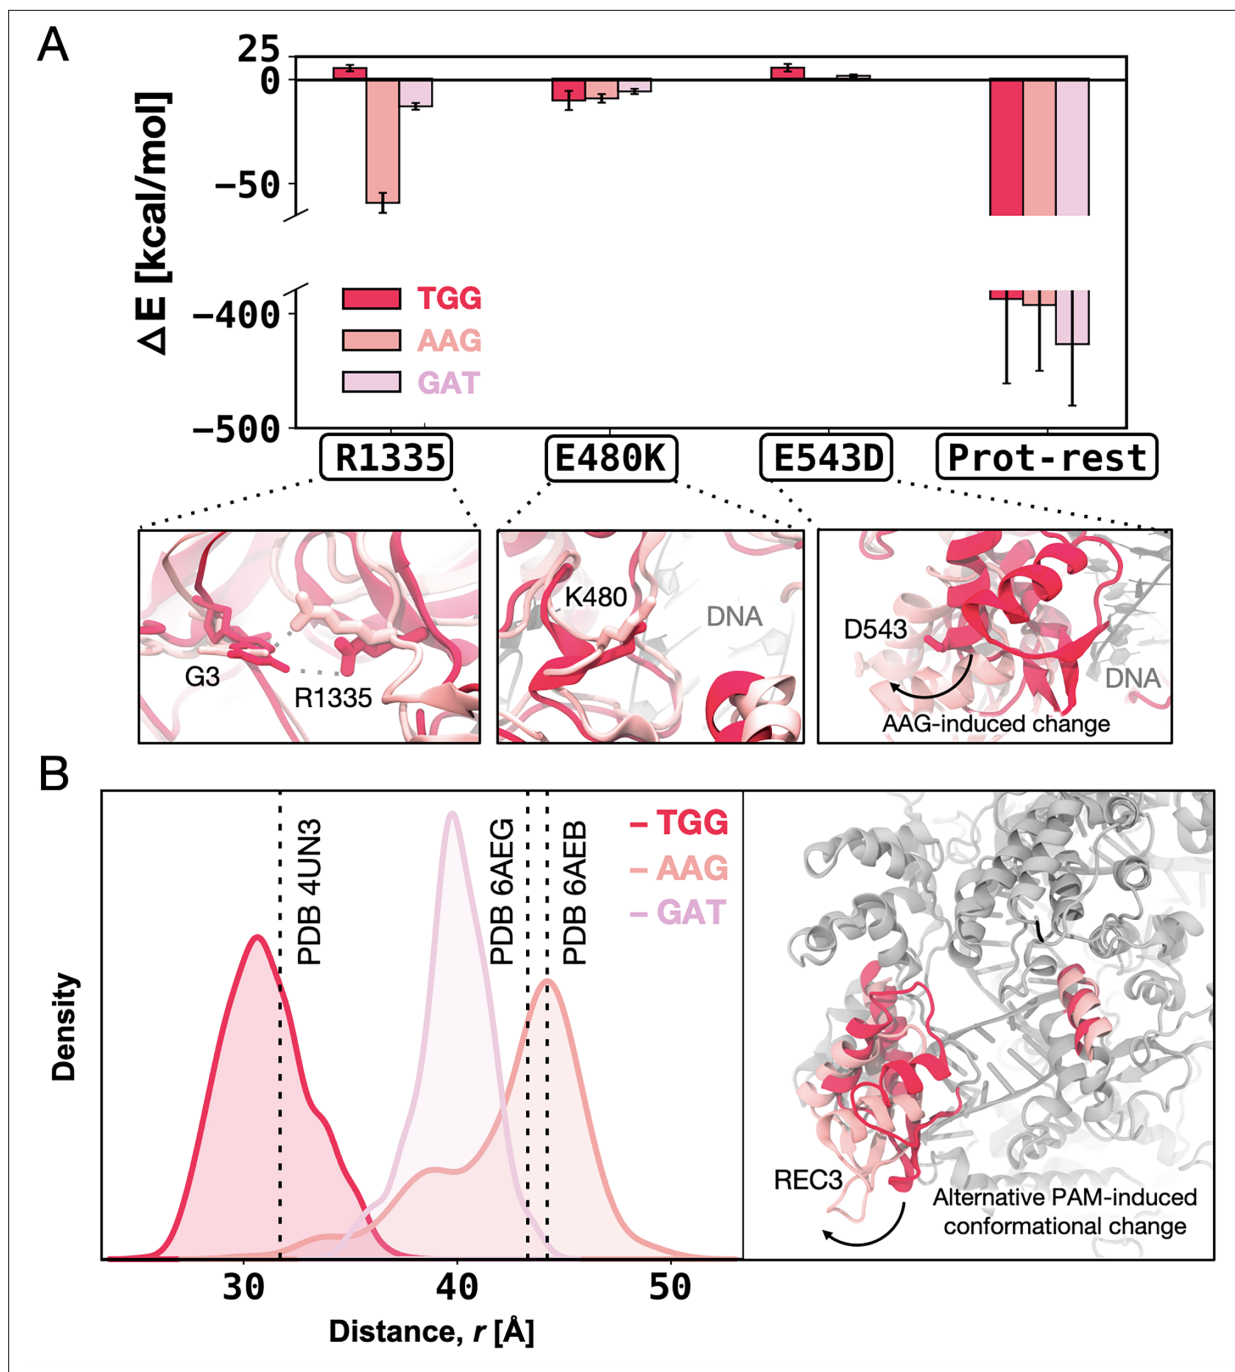 A
25
0
−50
−400
−500
ΔE [kcal/mol]
TGG
AAG
GAT
R1335
E480K
E543D
Prot-rest
G3
R1335
K480
DNA
D543
DNA
AAG-induced change
B
Density
PDB 4UN3
PDB 6AEG
PDB 6AEB
– TGG
– AAG
– GAT
30
40
50
Distance, r [Å]
REC3
Alternative PAM-induced
conformational change